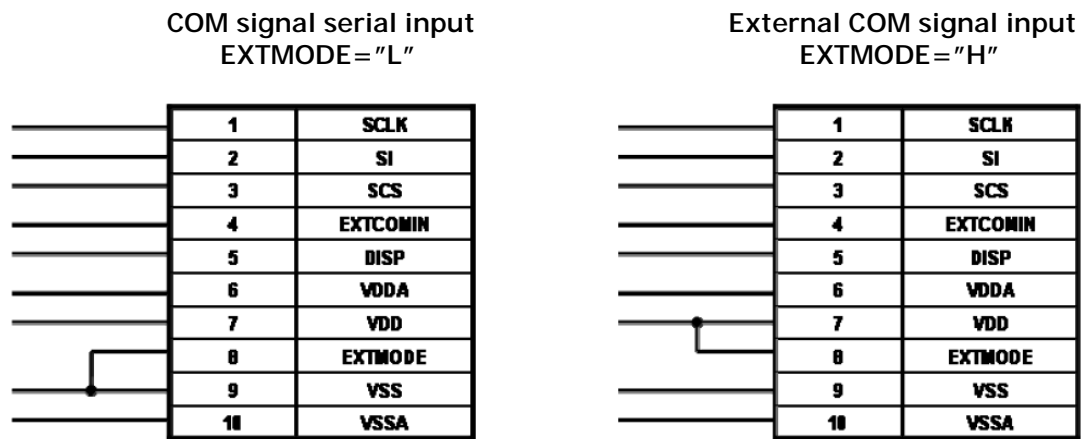 COM signal serial input
EXTMODE="L"
1 SCLK
2 SI
3 SCS
4 EXTCOMIN
5 DISP
6 VDDA
7 VDD
8 EXTMODE
9 VSS
10 VSSA
External COM signal input
EXTMODE="H"
1 SCLK
2 SI
3 SCS
4 EXTCOMIN
5 DISP
6 VDDA
7 VDD
8 EXTMODE
9 VSS
10 VSSA